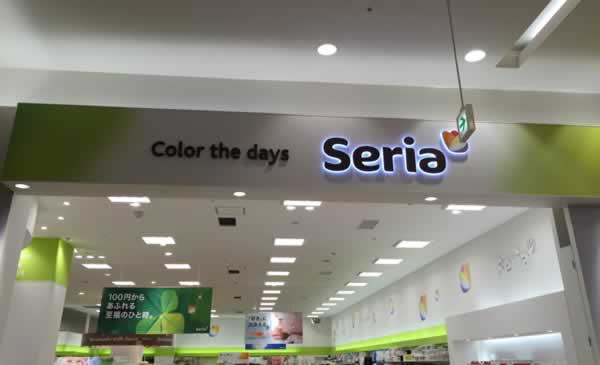 Color the days
Seria
100円から
あふれる
至福のひと時。
seria